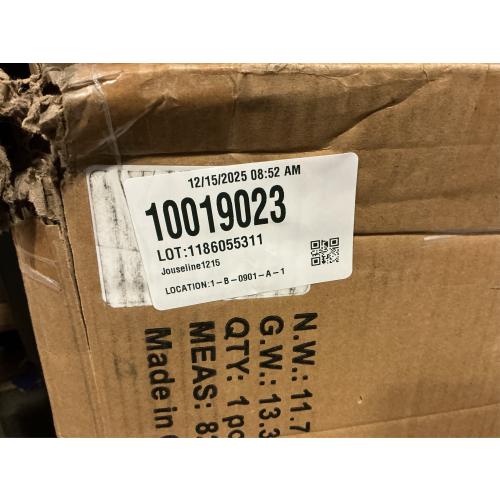 12/15/2025 08:52 AM
10019023
LOT:1186055311
Jouseline1215
LOCATION:1-B-0901-A-1
N.W.: 11.7
G.W.: 13.3
QTY: 1 pc
MEAS: 8
Made in